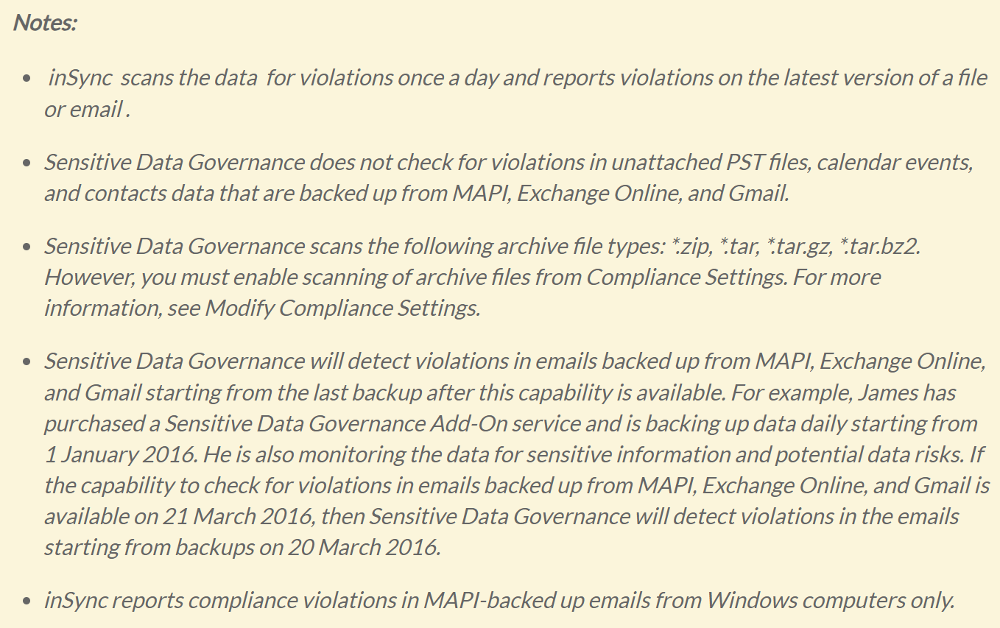 Notes:
inSync scans the data for violations once a day and reports violations on the latest version of a file
or email .
Sensitive Data Governance does not check for violations in unattached PST files, calendar events,
and contacts data that are backed up from MAPI, Exchange Online, and Gmail.
Sensitive Data Governance scans the following archive file types: *.zip, *.tar, *.tar.gz, *.tar.bz2.
However, you must enable scanning of archive files from Compliance Settings. For more
information, see Modify Compliance Settings.
Sensitive Data Governance will detect violations in emails backed up from MAPI, Exchange Online,
and Gmail starting from the last backup after this capability is available. For example, James has
purchased a Sensitive Data Governance Add-On service and is backing up data daily starting from
1 January 2016. He is also monitoring the data for sensitive information and potential data risks. If
the capability to check for violations in emails backed up from MAPI, Exchange Online, and Gmail is
available on 21 March 2016, then Sensitive Data Governance will detect violations in the emails
starting from backups on 20 March 2016.
inSync reports compliance violations in MAPI-backed up emails from Windows computers only.